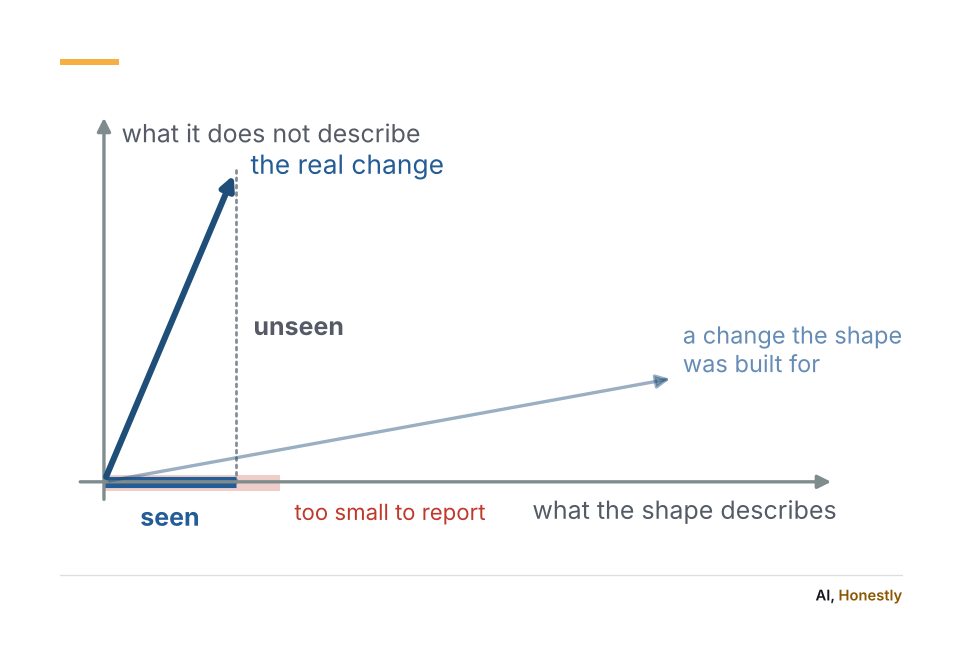 what it does not describe
the real change
unseen
a change the shape
was built for
seen
too small to report
what the shape describes
AI, Honestly